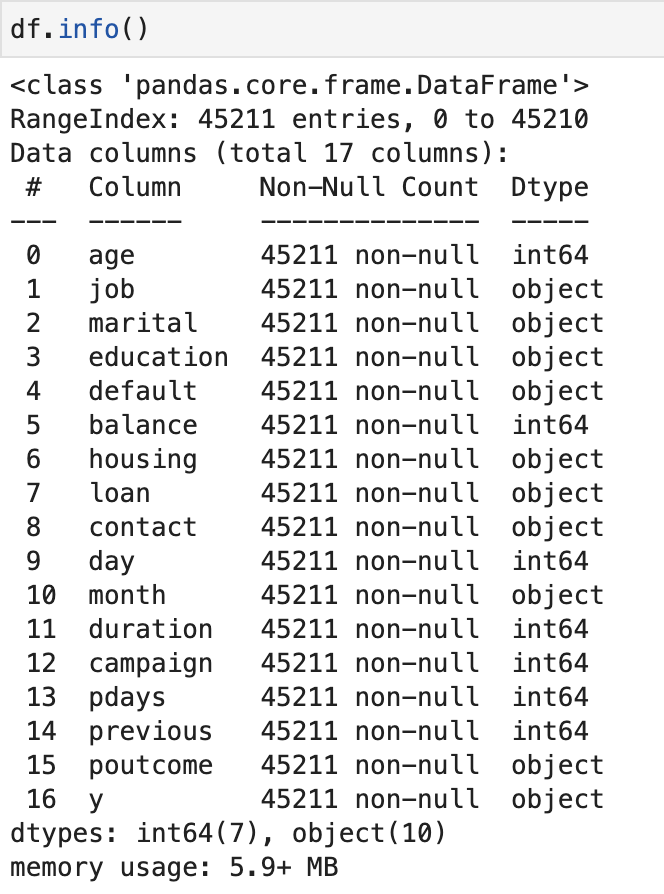 df.info()
<class 'pandas.core.frame.DataFrame'>
RangeIndex: 45211 entries, 0 to 45210
Data columns (total 17 columns):
 #   Column     Non-Null Count  Dtype
---  ------     --------------  -----
 0   age        45211 non-null  int64
 1   job        45211 non-null  object
 2   marital    45211 non-null  object
 3   education  45211 non-null  object
 4   default    45211 non-null  object
 5   balance    45211 non-null  int64
 6   housing    45211 non-null  object
 7   loan       45211 non-null  object
 8   contact    45211 non-null  object
 9   day        45211 non-null  int64
 10  month      45211 non-null  object
 11  duration   45211 non-null  int64
 12  campaign   45211 non-null  int64
 13  pdays      45211 non-null  int64
 14  previous   45211 non-null  int64
 15  poutcome   45211 non-null  object
 16  y          45211 non-null  object
dtypes: int64(7), object(10)
memory usage: 5.9+ MB